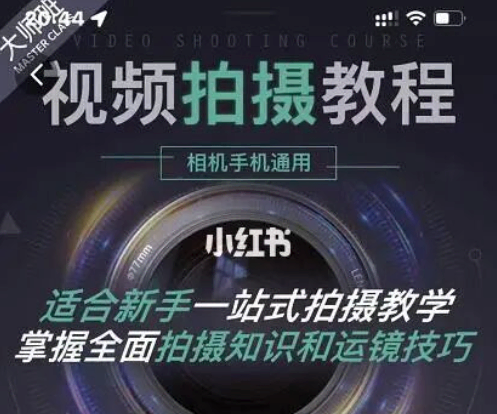 20:44
大师班
MASTER CLASS
VIDEO SHOOTING COURSE
视频拍摄教程
相机手机通用
小红书
ø77mm
适合新手一站式拍摄教学
掌握全面拍摄知识和运镜技巧